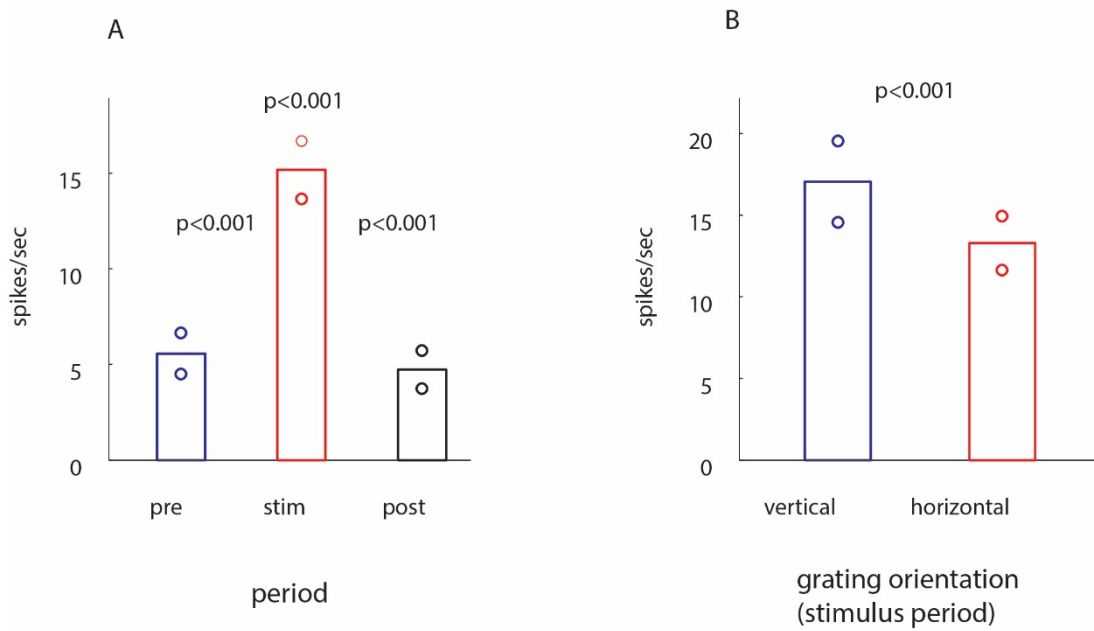 A
p<0.001
p<0.001
p<0.001
spikes/sec
15
10
5
0
pre
stim
post
period
B
p<0.001
spikes/sec
20
15
10
5
0
vertical
horizontal
grating orientation
(stimulus period)